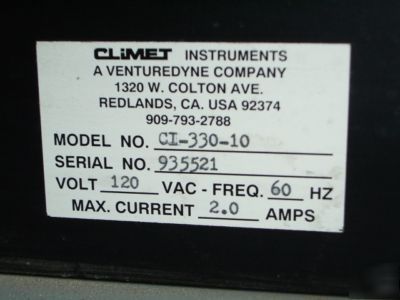 CLiMET INSTRUMENTS
A VENTUREDYNE COMPANY
1320 W. COLTON AVE.
REDLANDS, CA. USA 92374
909-793-2788
MODEL NO. CI-330-10
SERIAL NO. 935521
VOLT 120 VAC - FREQ. 60 HZ
MAX. CURRENT 2.0 AMPS